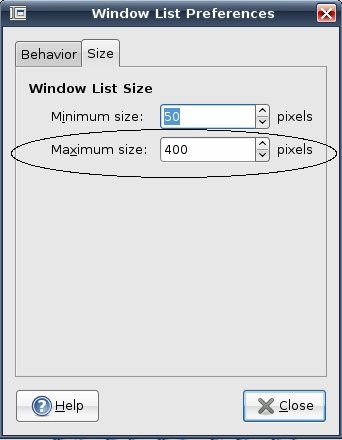 Window List Preferences
Behavior Size
Window List Size
Minimum size: 50 pixels
Maximum size: 400 pixels
Help Close